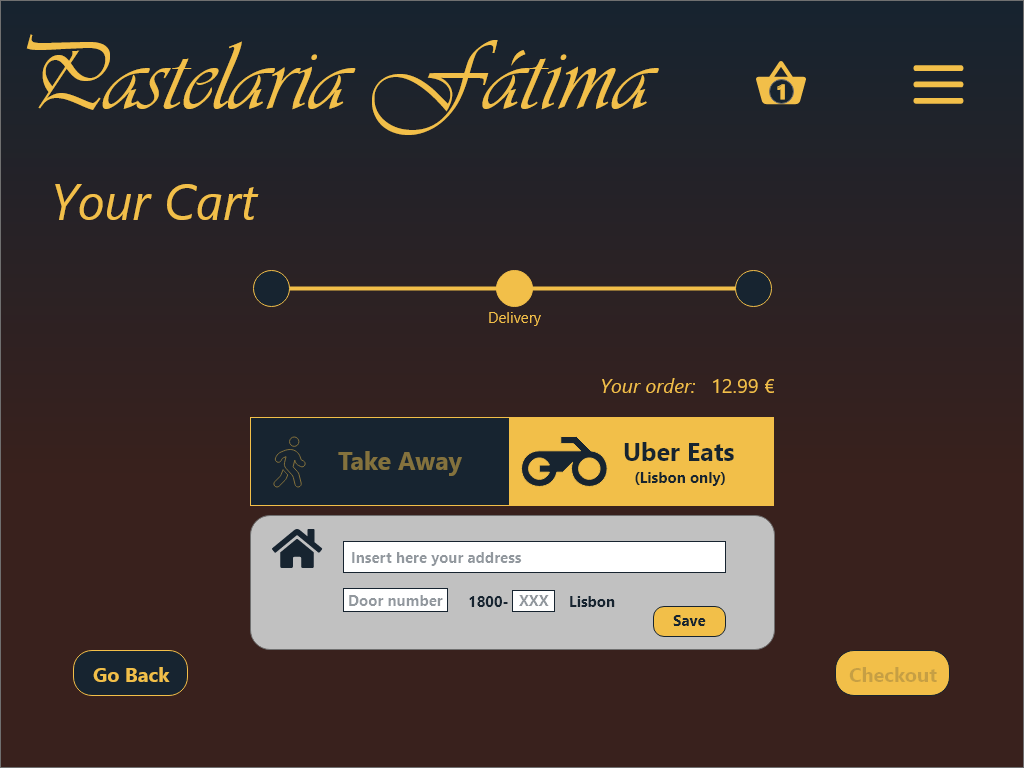 Pastelaria Fátima
1
Your Cart
Delivery
Your order: 12.99 €
Take Away
Uber Eats
(Lisbon only)
Insert here your address
Door number 1800- XXX Lisbon
Save
Go Back
Checkout